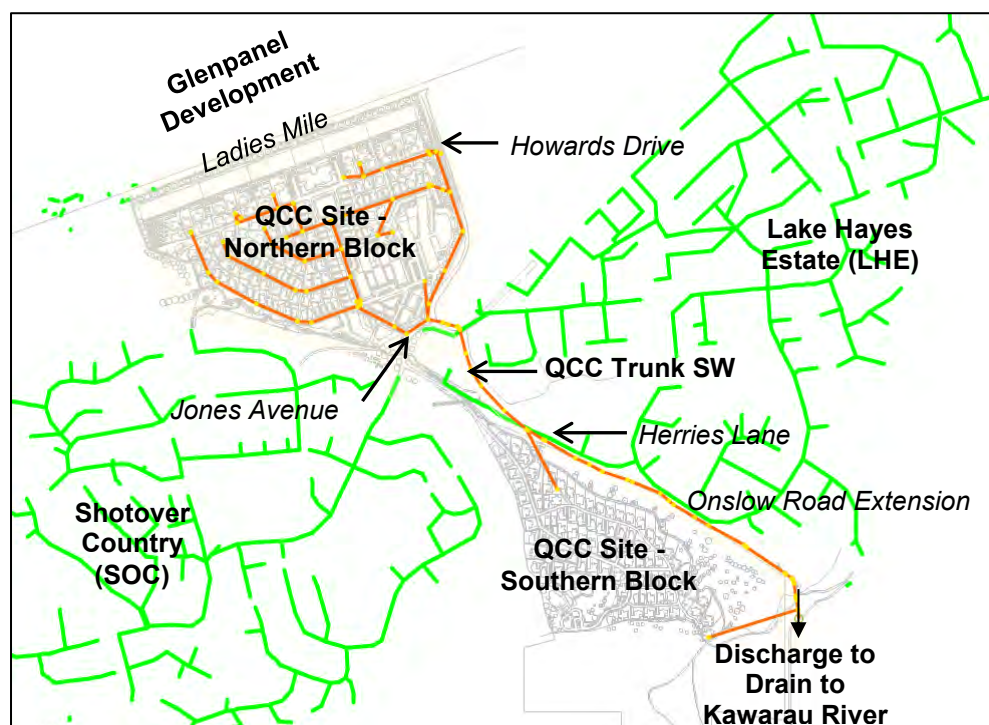 Glenpanel
Development
Ladies Mile
Howards Drive
QCC Site -
Northern Block
Lake Hayes
Estate (LHE)
QCC Trunk SW
Jones Avenue
Herries Lane
Onslow Road Extension
Shotover
Country
(SOC)
QCC Site -
Southern Block
Discharge to
Drain to
Kawarau River